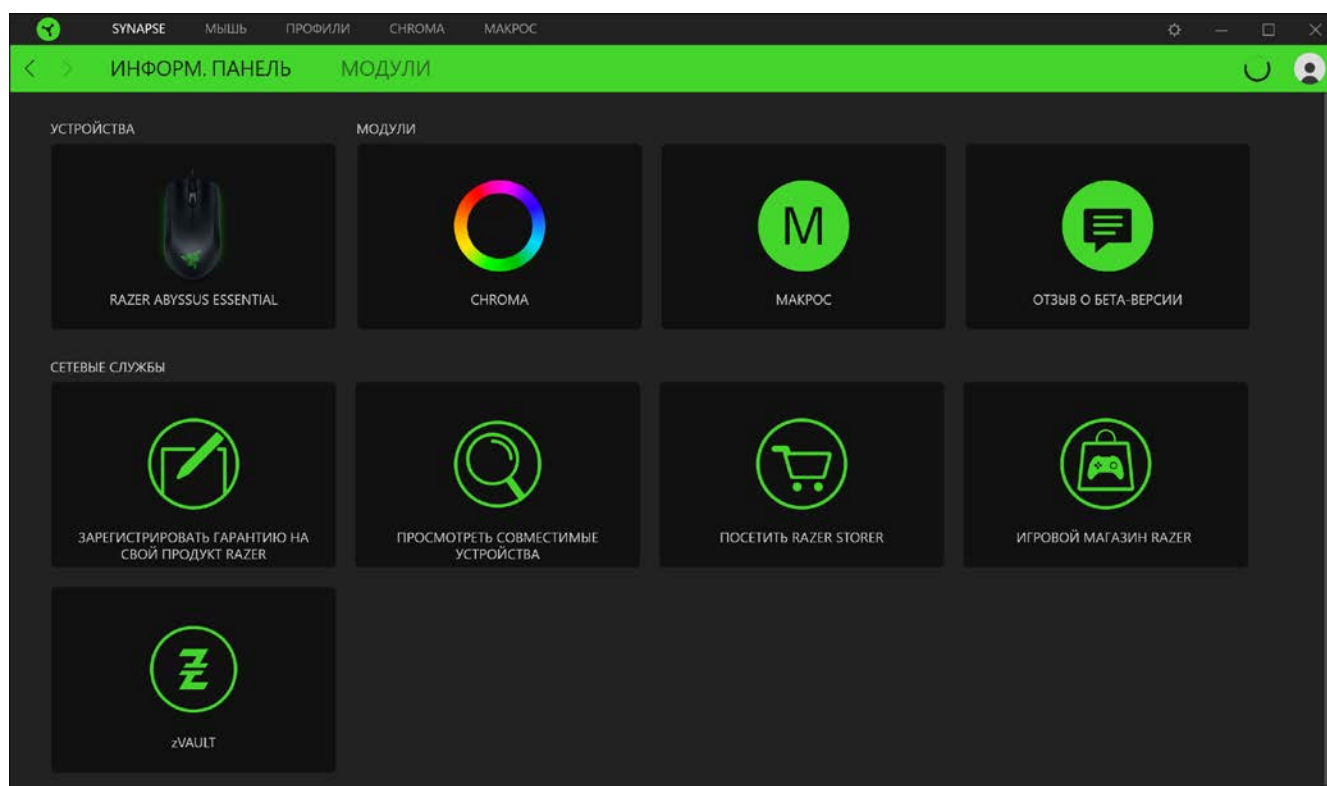 SYNAPSE МЫШЬ ПРОФИЛИ CHROMA МАКРОС
ИНФОРМ. ПАНЕЛЬ МОДУЛИ
УСТРОЙСТВА МОДУЛИ
RAZER ABYSSUS ESSENTIAL
CHROMA
M
МАКРОС
ОТЗЫВ О БЕТА-ВЕРСИИ
СЕТЕВЫЕ СЛУЖБЫ
ЗАРЕГИСТРИРОВАТЬ ГАРАНТИЮ НА
СВОЙ ПРОДУКТ RAZER
ПРОСМОТРЕТЬ СОВМЕСТИМЫЕ
УСТРОЙСТВА
ПОСЕТИТЬ RAZER STORER
ИГРОВОЙ МАГАЗИН RAZER
zVAULT